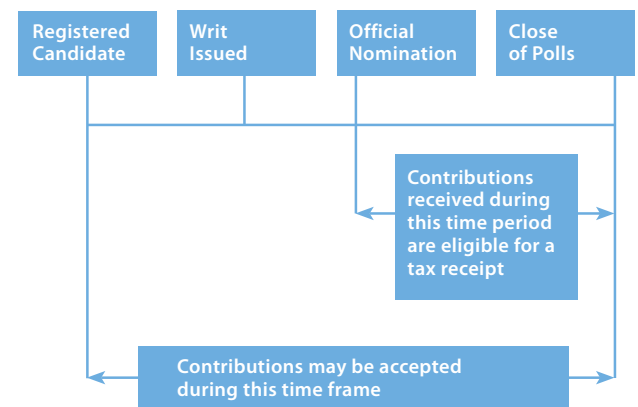 Registered
Candidate
Writ
Issued
Official
Nomination
Close
of Polls
Contributions
received during
this time period
are eligible for a
tax receipt
Contributions may be accepted
during this time frame